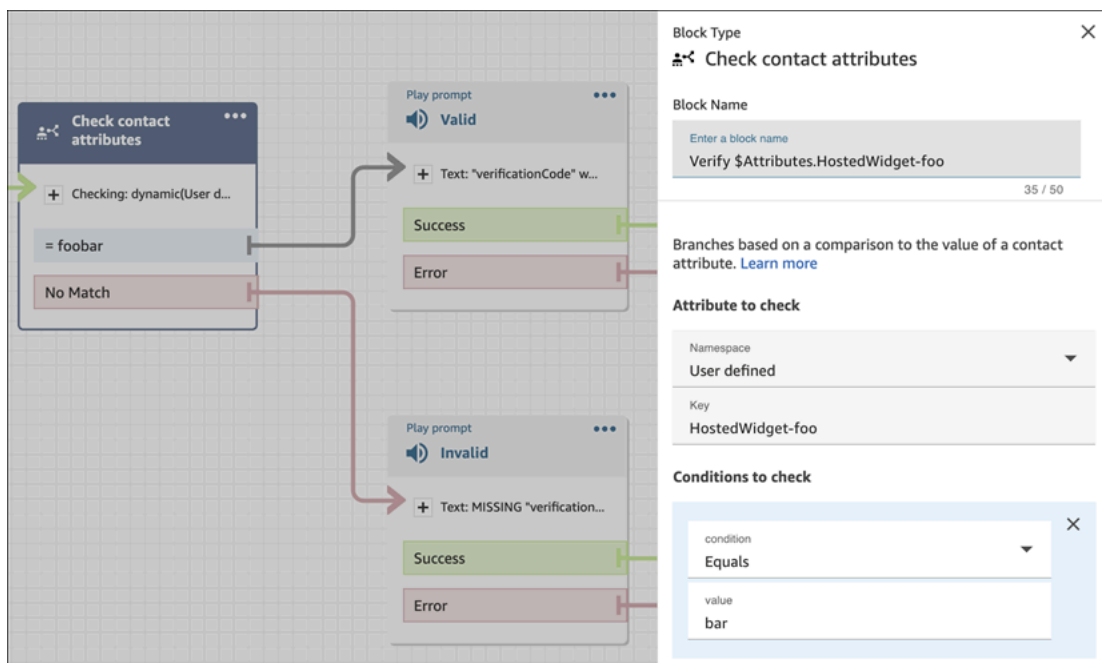 Check contact
attributes
Checking: dynamic(User d...
= foobar
No Match
Play prompt
Valid
Text: "verificationCode" w...
Success
Error
Play prompt
Invalid
Text: MISSING "verification...
Success
Error
Block Type
Check contact attributes
Block Name
Enter a block name
Verify $Attributes.HostedWidget-foo
35 / 50
Branches based on a comparison to the value of a contact
attribute. Learn more
Attribute to check
Namespace
User defined
Key
HostedWidget-foo
Conditions to check
condition
Equals
value
bar